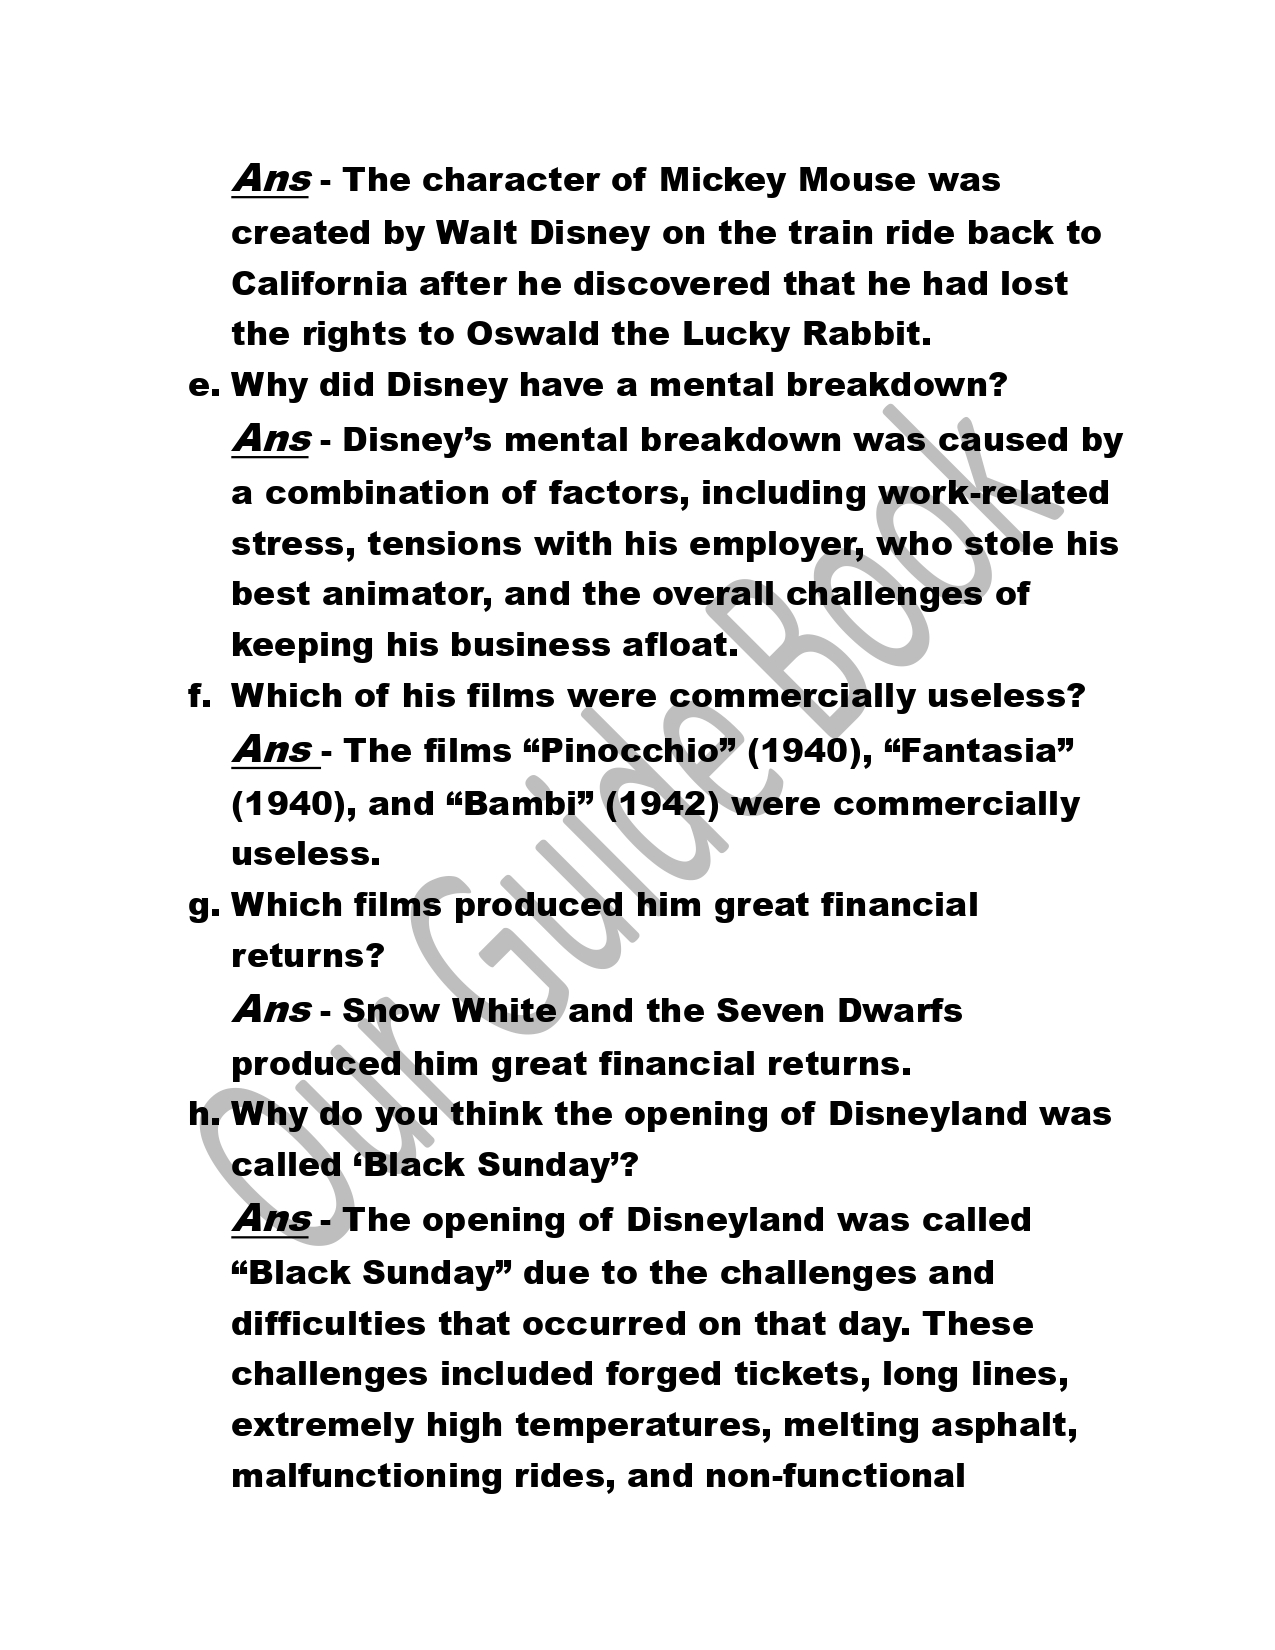 Ans - The character of Mickey Mouse was
created by Walt Disney on the train ride back to
California after he discovered that he had lost
the rights to Oswald the Lucky Rabbit.
e. Why did Disney have a mental breakdown?
Ans - Disney’s mental breakdown was caused by
a combination of factors, including work-related
stress, tensions with his employer, who stole his
best animator, and the overall challenges of
keeping his business afloat.
f. Which of his films were commercially useless?
Ans - The films “Pinocchio” (1940), “Fantasia”
(1940), and “Bambi” (1942) were commercially
useless.
g. Which films produced him great financial
returns?
Ans - Snow White and the Seven Dwarfs
produced him great financial returns.
h. Why do you think the opening of Disneyland was
called ‘Black Sunday’?
Ans - The opening of Disneyland was called
“Black Sunday” due to the challenges and
difficulties that occurred on that day. These
challenges included forged tickets, long lines,
extremely high temperatures, melting asphalt,
malfunctioning rides, and non-functional
Our Guide Book